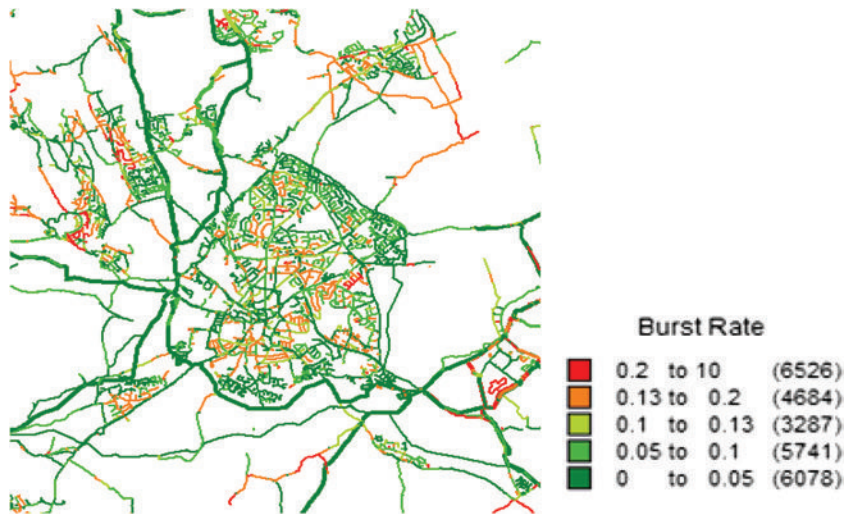 Burst Rate
0.2 to 10 (6526)
0.13 to 0.2 (4684)
0.1 to 0.13 (3287)
0.05 to 0.1 (5741)
0 to 0.05 (6078)